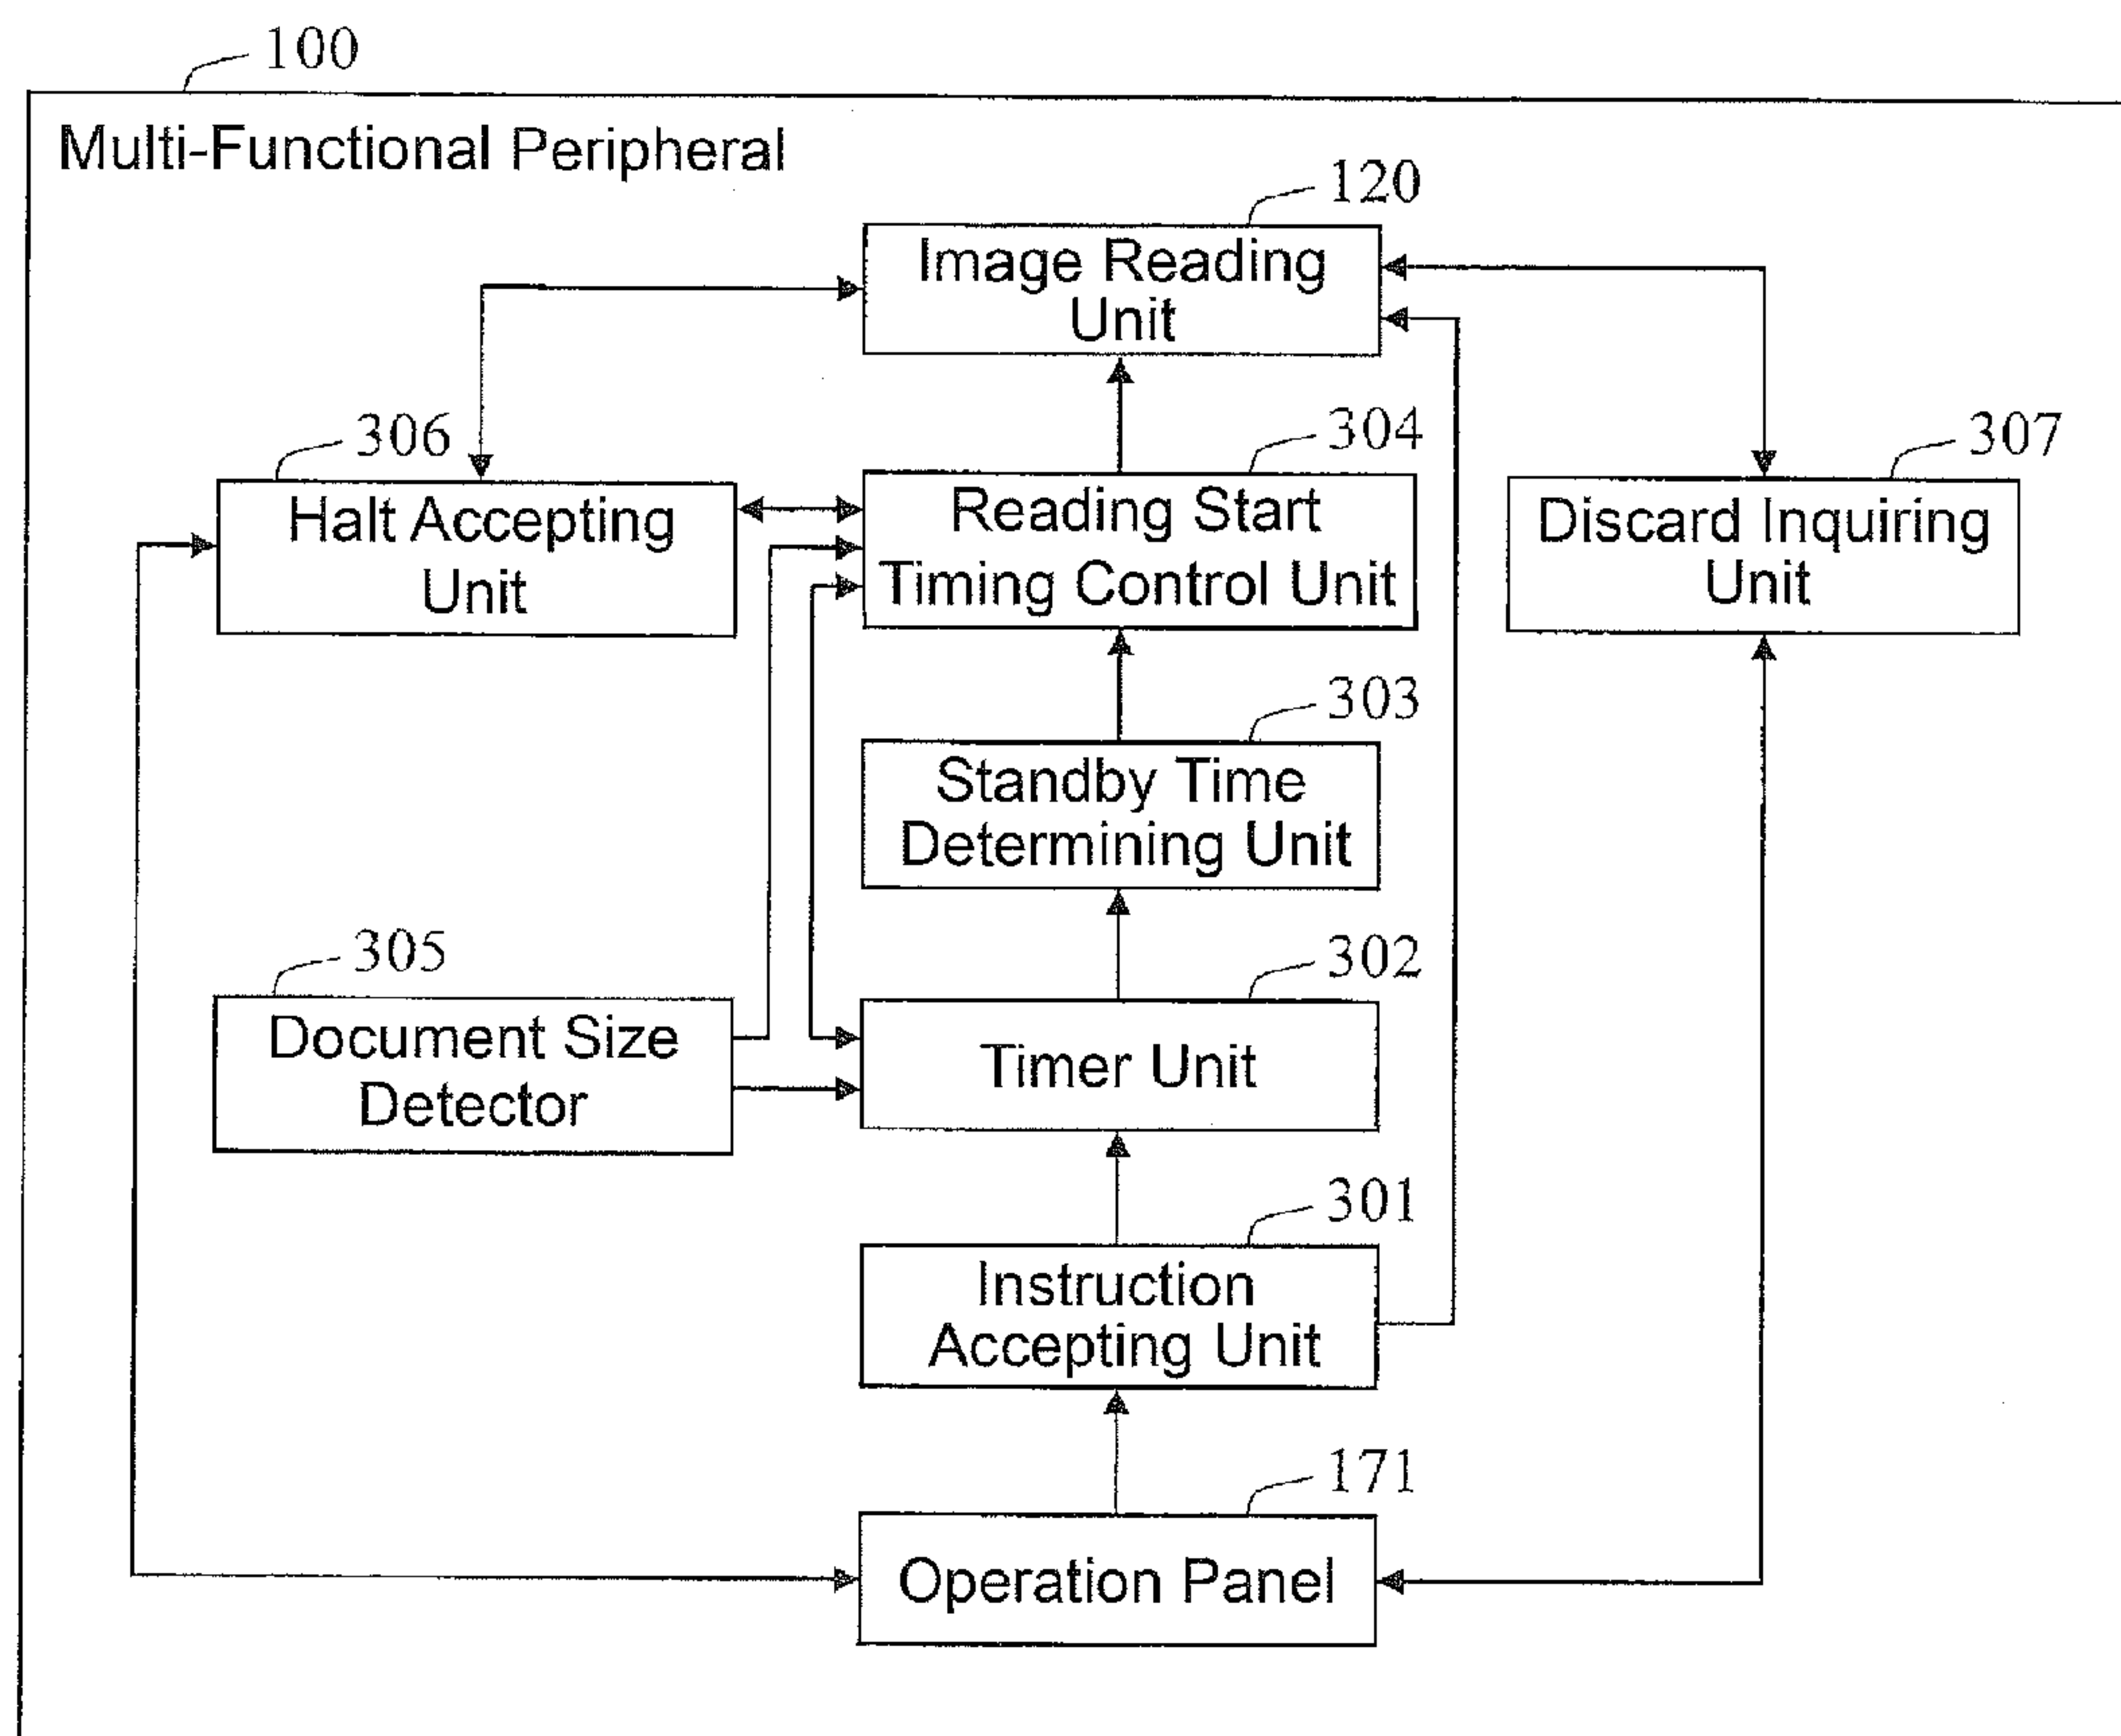 100
Multi-Functional Peripheral
120
Image Reading
Unit
306
Halt Accepting
Unit
304
Reading Start
Timing Control Unit
307
Discard Inquiring
Unit
303
Standby Time
Determining Unit
305
Document Size
Detector
302
Timer Unit
301
Instruction
Accepting Unit
171
Operation Panel